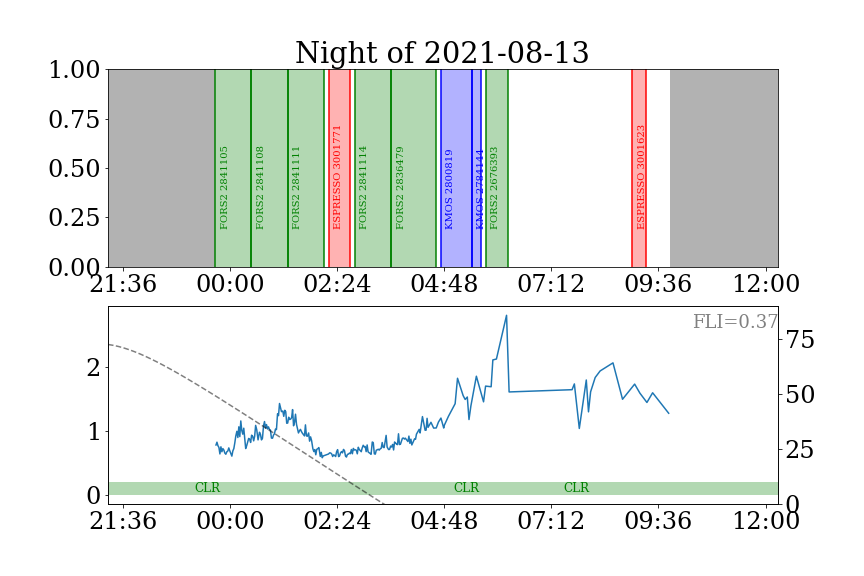 Night of 2021-08-13
1.00
0.75
0.50
0.25
0.00
FORS2 2841105
FORS2 2841108
FORS2 2841111
ESPRESSO 3001771
FORS2 2841114
FORS2 2836479
KMOS 2800819
KMOS 2784144
FORS2 2676393
ESPRESSO 3001623
21:36 00:00 02:24 04:48 07:12 09:36 12:00
FLI=0.37
2
1
0
75
50
25
0
CLR CLR CLR
21:36 00:00 02:24 04:48 07:12 09:36 12:00